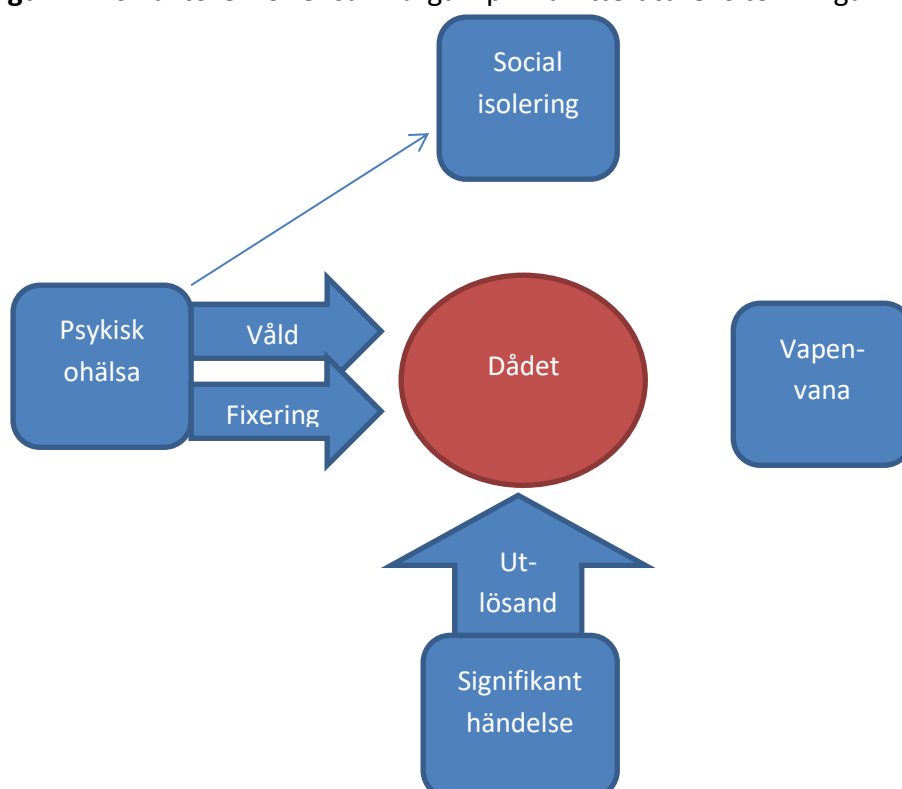 Social
isolering
Psykisk
ohälsa
Våld
Fixering
Dådet
Vapen-
vana
Ut-
lösand
Signifikant
händelse